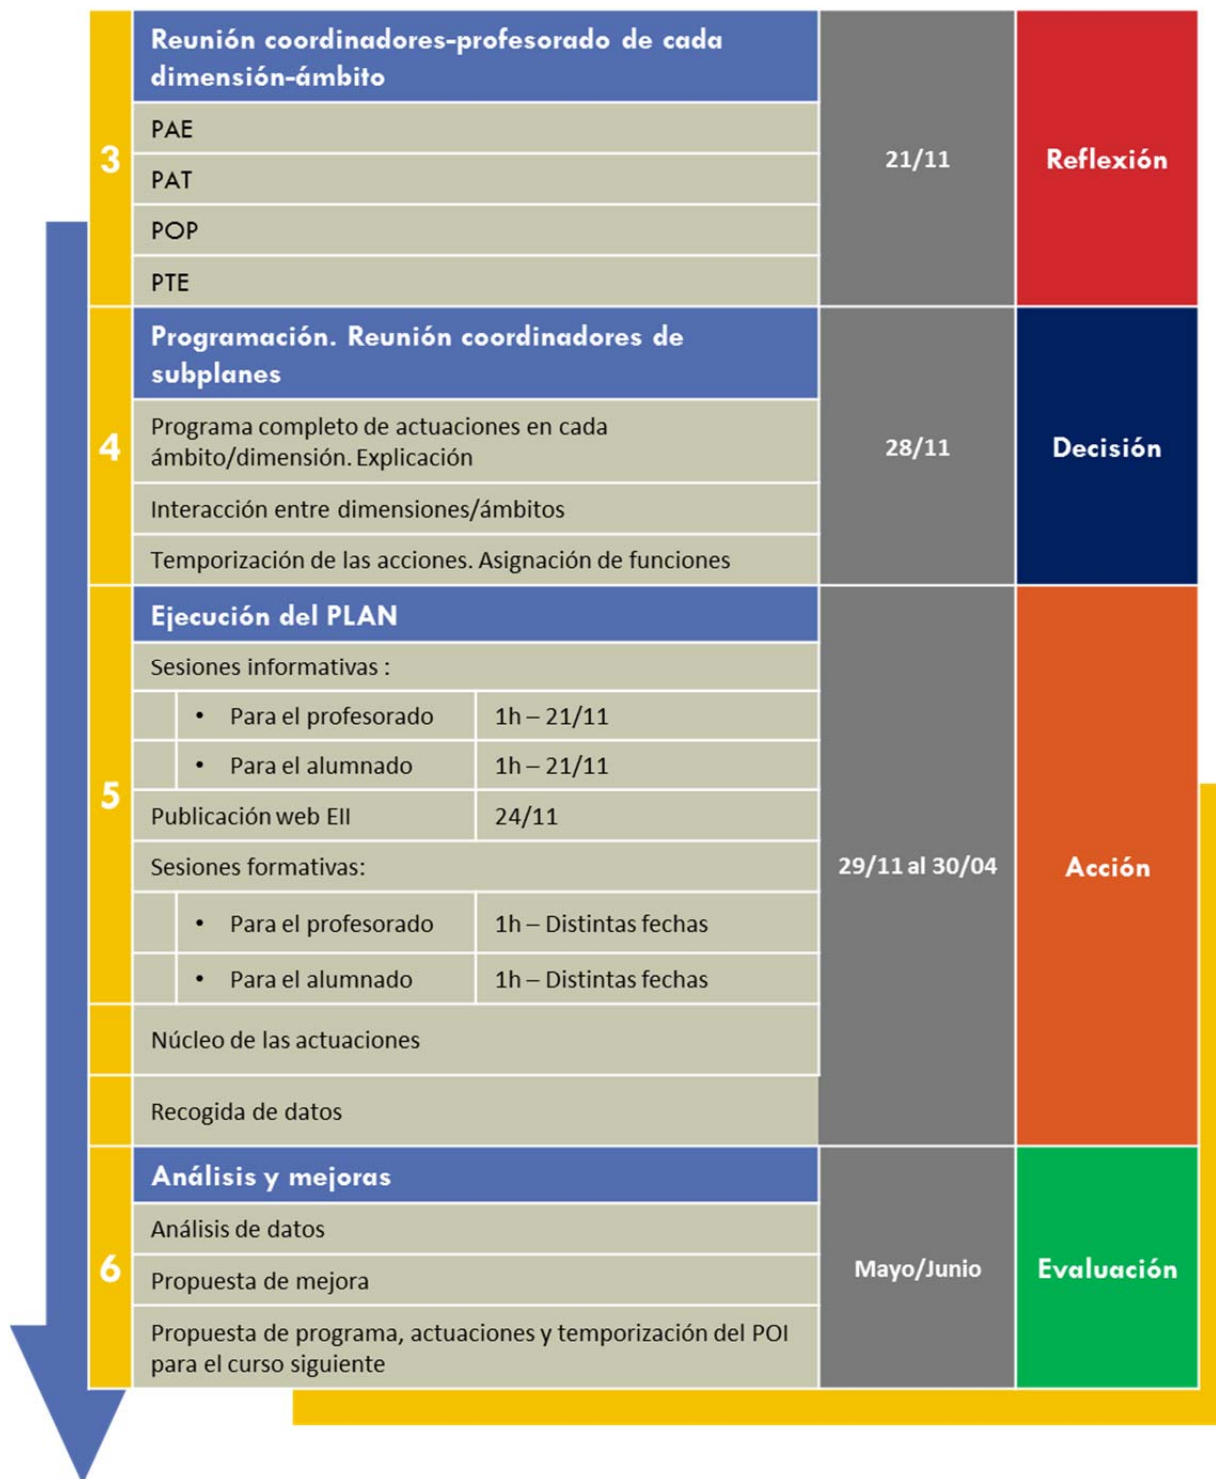 3
Reunión coordinadores-profesorado de cada
dimensión-ámbito
PAE
PAT
POP
PTE
21/11
Reflexión
4
Programación. Reunión coordinadores de
subplanes
Programa completo de actuaciones en cada
ámbito/dimensión. Explicación
Interacción entre dimensiones/ámbitos
Temporización de las acciones. Asignación de funciones
28/11
Decisión
5
Ejecución del PLAN
Sesiones informativas :
• Para el profesorado 1h – 21/11
• Para el alumnado 1h – 21/11
Publicación web EII 24/11
Sesiones formativas:
• Para el profesorado 1h – Distintas fechas
• Para el alumnado 1h – Distintas fechas
Núcleo de las actuaciones
Recogida de datos
29/11 al 30/04
Acción
6
Análisis y mejoras
Análisis de datos
Propuesta de mejora
Propuesta de programa, actuaciones y temporización del POI
para el curso siguiente
Mayo/Junio
Evaluación